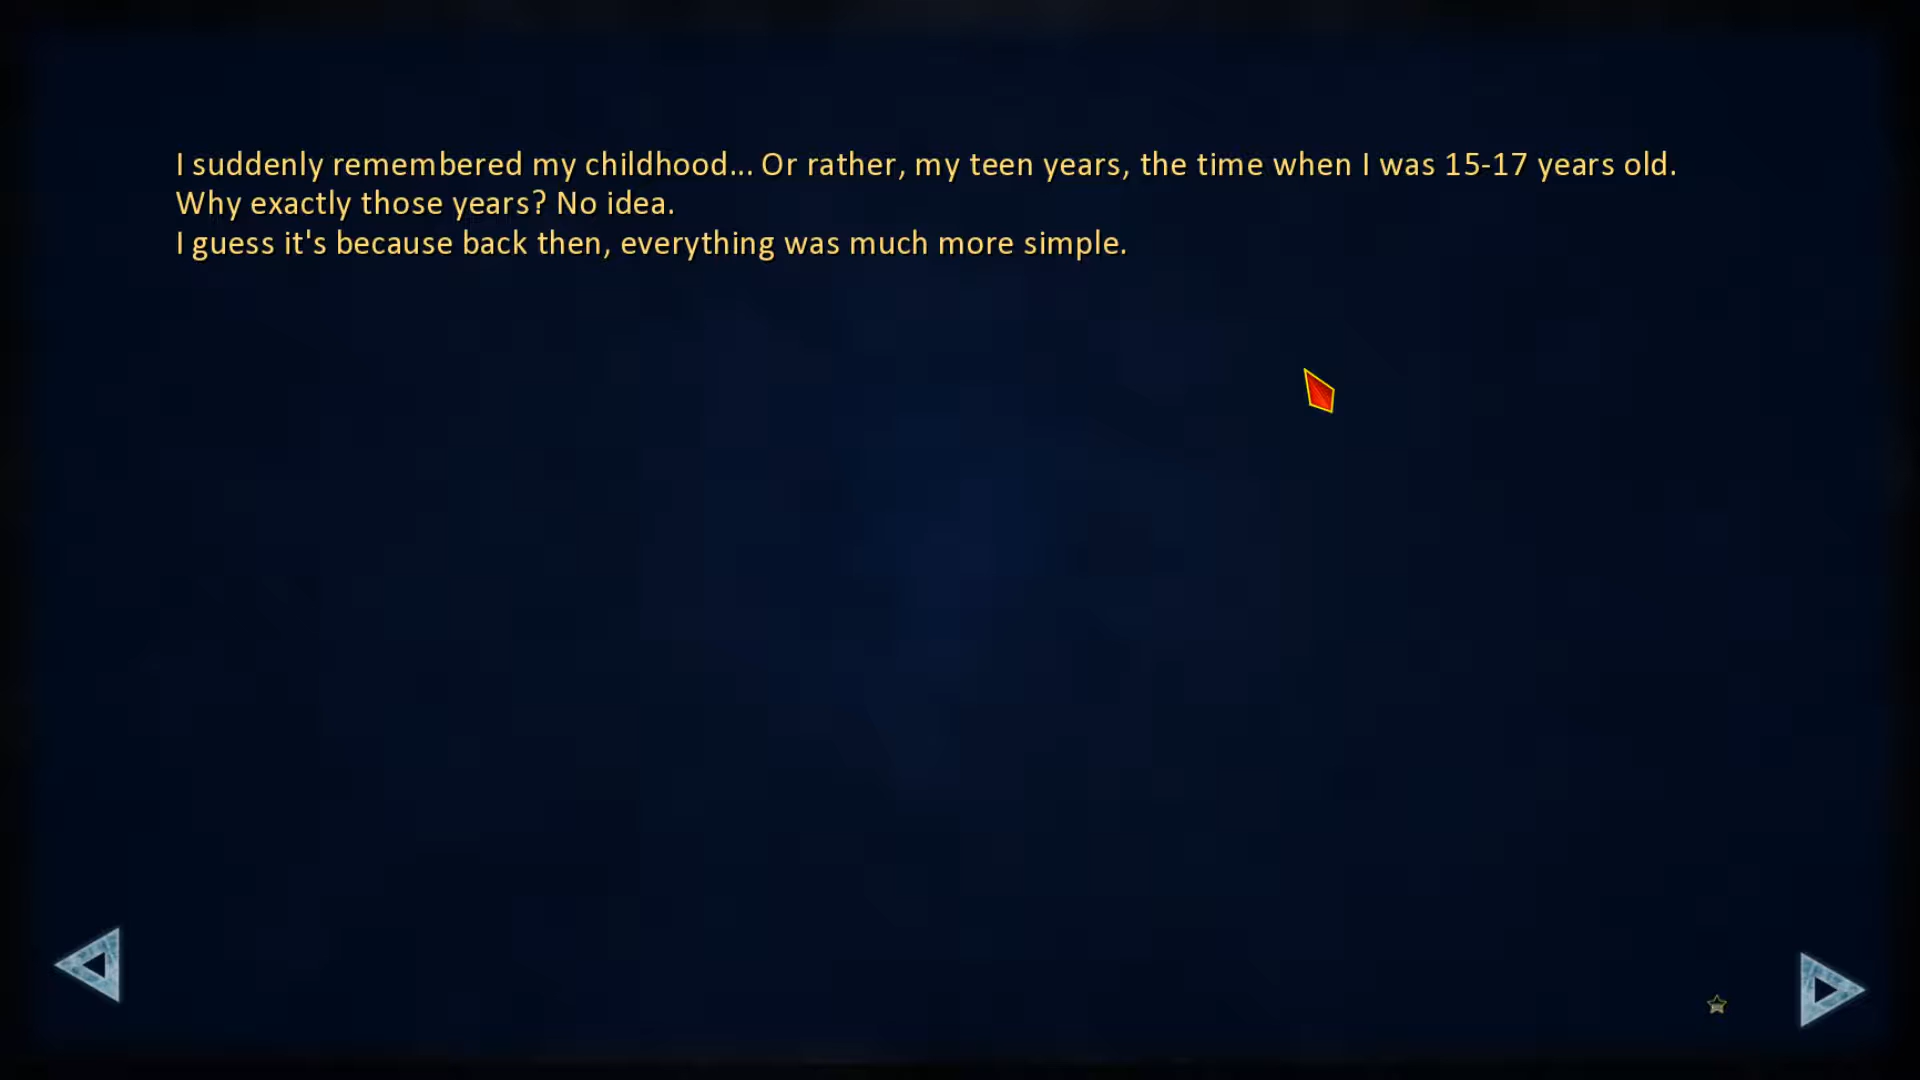 I suddenly remembered my childhood... Or rather, my teen years, the time when I was 15-17 years old.
Why exactly those years? No idea.
I guess it's because back then, everything was much more simple.